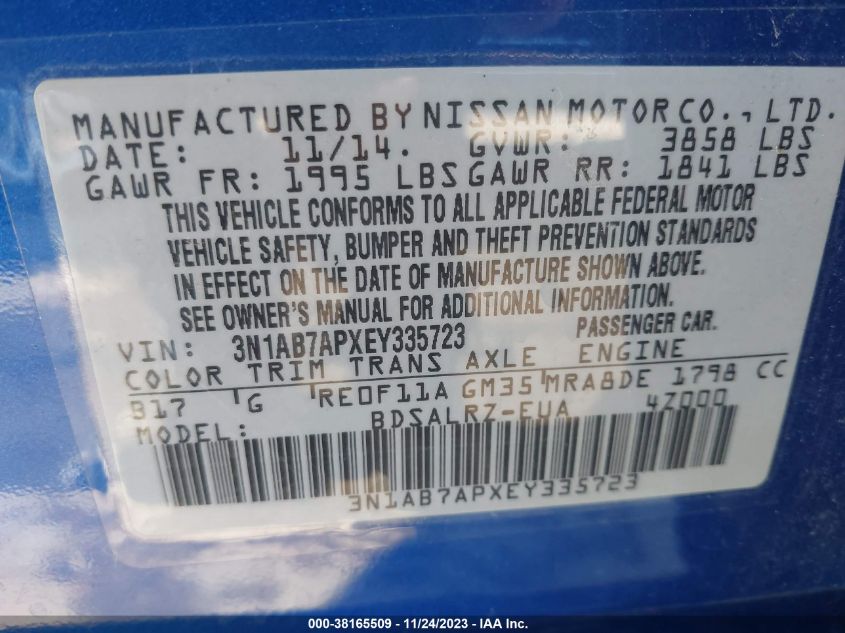 MANUFACTURED BY NISSAN MOTOR CO., LTD.
DATE: 11/14. GVWR: 3858 LBS
GAWR FR: 1995 LBS GAWR RR: 1841 LBS
THIS VEHICLE CONFORMS TO ALL APPLICABLE FEDERAL MOTOR
VEHICLE SAFETY, BUMPER AND THEFT PREVENTION STANDARDS
IN EFFECT ON THE DATE OF MANUFACTURE SHOWN ABOVE.
SEE OWNER'S MANUAL FOR ADDITIONAL INFORMATION.
VIN: 3N1AB7APXEY335723 PASSENGER CAR.
COLOR TRIM TRANS AXLE ENGINE
B17 G RE0F11A GM35 MRA8DE 1798 CC
MODEL: BDSALRZ-EUA 4Z000
3N1AB7APXEY335723
000-38165509 - 11/24/2023 - IAA Inc.